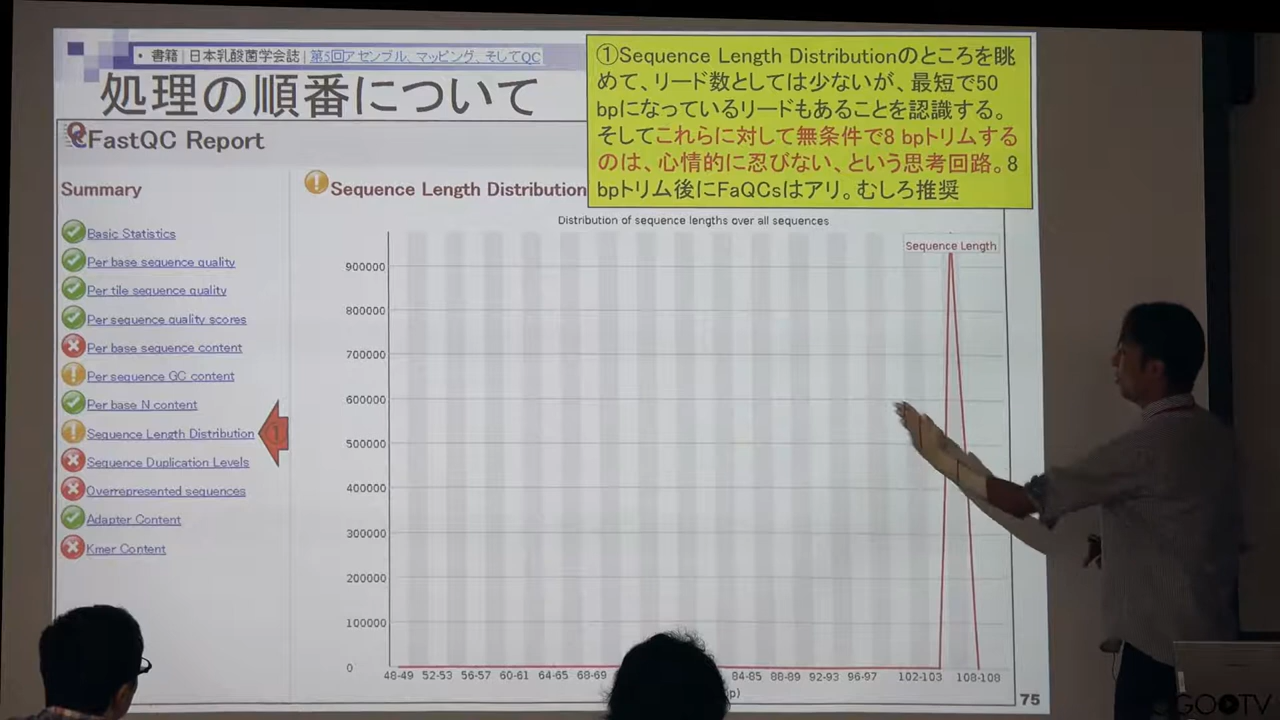 • 書籍 | 日本乳酸菌学会誌 | 第5回アセンブル、マッピング、そしてQC
処理の順番について
①Sequence Length Distributionのところを眺
めて、リード数としては少ないが、最短で50
bpになっているリードもあることを認識する。
そしてこれらに対して無条件で8 bpトリムする
のは、心情的に忍びない、という思考回路。8
bpトリム後にFaQCsはアリ。むしろ推奨
FastQC Report
Summary
Basic Statistics
Per base sequence quality
Per tile sequence quality
Per sequence quality scores
Per base sequence content
Per sequence GC content
Per base N content
Sequence Length Distribution
①
Sequence Duplication Levels
Overrepresented sequences
Adapter Content
Kmer Content
Sequence Length Distribution
Distribution of sequence lengths over all sequences
Sequence Length
900000
800000
700000
600000
500000
400000
300000
200000
100000
0
48-49 52-53 56-57 60-61 64-65 68-69 84-85 88-89 92-93 96-97 102-103 108-108
75